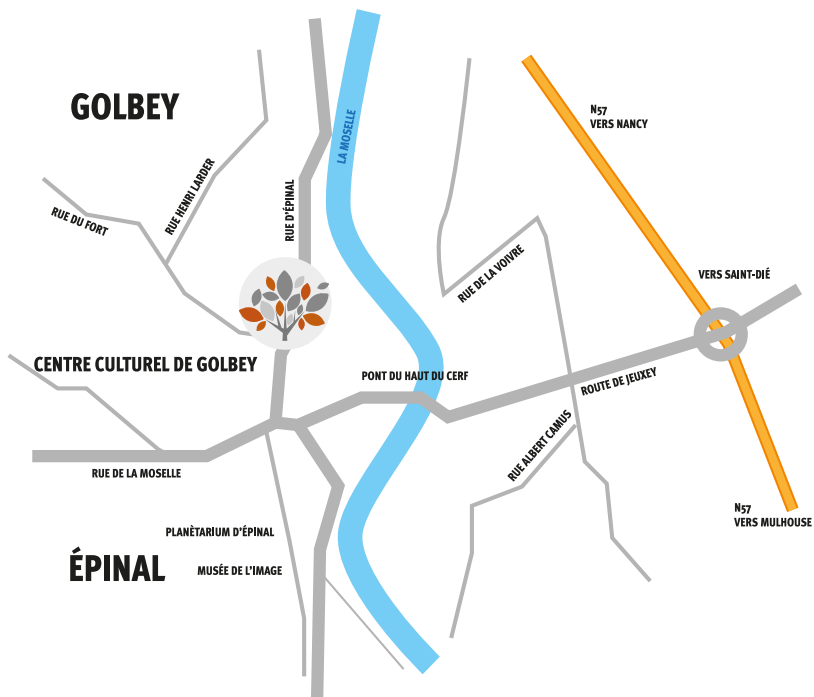 GOLBEY
N57
VERS NANCY
LA MOSELLE
RUE HENRI LARDER
RUE D'ÉPINAL
RUE DU FORT
RUE DE LA VOIVRE
VERS SAINT-DIÉ
CENTRE CULTUREL DE GOLBEY
PONT DU HAUT DU CERF
ROUTE DE JEUXEY
RUE ALBERT CAMUS
RUE DE LA MOSELLE
N57
VERS MULHOUSE
PLANÈTARIUM D'ÉPINAL
ÉPINAL
MUSÉE DE L'IMAGE